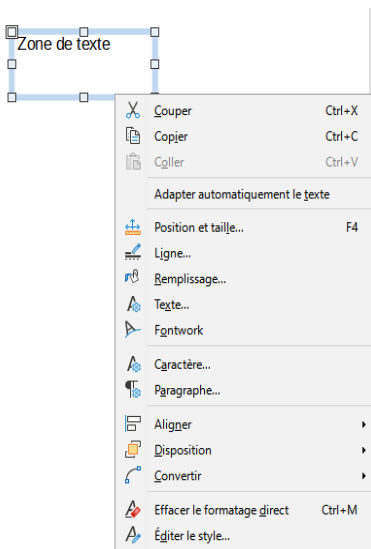 Zone de texte
Couper Ctrl+X
Copier Ctrl+C
Coller Ctrl+V
Adapter automatiquement le texte
Position et taille... F4
Ligne...
Remplissage...
Texte...
Fontwork
Caractère...
Paragraphe...
Aligner
Disposition
Convertir
Effacer le formatage direct Ctrl+M
Éditer le style...